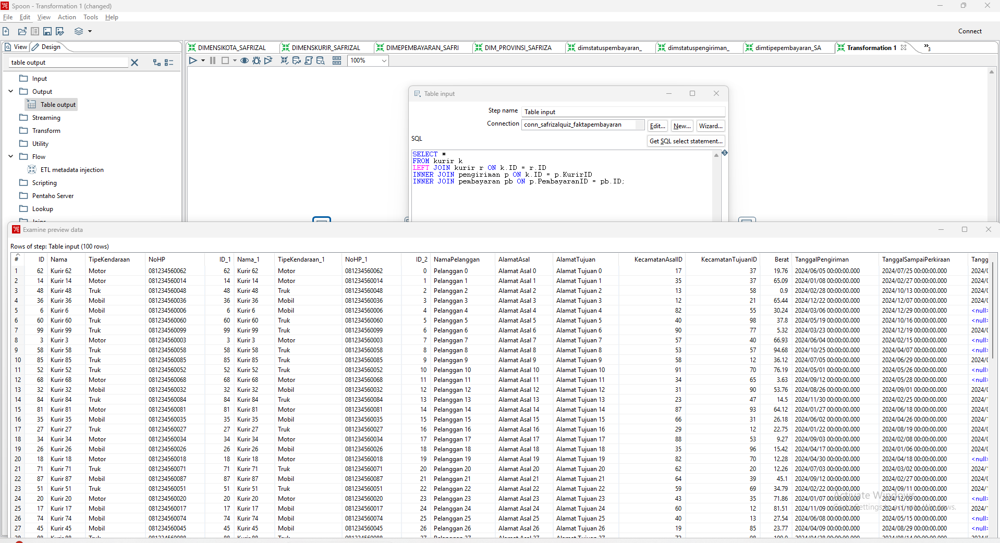 Spoon - Transformation 1 (changed)
File Edit View Action Tools Help
Connect
View Design
DIMENSIKOTA_SAFRIZAL DIMENSKURIR_SAFRIZAL DIMEPEMBAYARAN_SAFRI DIM_PROVINSI_SAFRIZA dimstatuspembayaran_ dimstatuspengiriman_ dimtipepembayaran_SA Transformation 1 »3
table output
100%
Input
Output
Table output
Streaming
Transform
Utility
Flow
ETL metadata injection
Scripting
Pentaho Server
Lookup
Table input
Step name Table input
Connection conn_safrizalquiz_faktapembayaran Edit... New... Wizard...
SQL
Get SQL select statement...
SELECT *
FROM kurir k
LEFT JOIN kurir r ON k.ID = r.ID
INNER JOIN pengiriman p ON k.ID = p.KurirID
INNER JOIN pembayaran pb ON p.PembayaranID = pb.ID;
Examine preview data
Rows of step: Table input (100 rows)
# ID Nama TipeKendaraan NoHP ID_1 Nama_1 TipeKendaraan_1 NoHP_1 ID_2 NamaPelanggan AlamatAsal AlamatTujuan KecamatanAsalID KecamatanTujuanID Berat TanggalPengiriman TanggalSampaiPerkiraan Tangg
1 62 Kurir 62 Motor 081234560062 62 Kurir 62 Motor 081234560062 0 Pelanggan 0 Alamat Asal 0 Alamat Tujuan 0 17 37 19.76 2024/06/05 00:00:00.000 2024/07/25 00:00:00.000 2024/0
2 14 Kurir 14 Motor 081234560014 14 Kurir 14 Motor 081234560014 1 Pelanggan 1 Alamat Asal 1 Alamat Tujuan 1 35 37 65.09 2024/01/08 00:00:00.000 2024/02/27 00:00:00.000 2024/0
3 48 Kurir 48 Truk 081234560048 48 Kurir 48 Truk 081234560048 2 Pelanggan 2 Alamat Asal 2 Alamat Tujuan 2 13 58 0.9 2024/02/28 00:00:00.000 2024/10/13 00:00:00.000 2024/0
4 36 Kurir 36 Mobil 081234560036 36 Kurir 36 Mobil 081234560036 3 Pelanggan 3 Alamat Asal 3 Alamat Tujuan 3 12 21 65.44 2024/12/22 00:00:00.000 2024/12/07 00:00:00.000 2024/0
5 6 Kurir 6 Mobil 081234560006 6 Kurir 6 Mobil 081234560006 4 Pelanggan 4 Alamat Asal 4 Alamat Tujuan 4 82 55 30.24 2024/03/06 00:00:00.000 2024/12/29 00:00:00.000 <null>
6 60 Kurir 60 Truk 081234560060 60 Kurir 60 Truk 081234560060 5 Pelanggan 5 Alamat Asal 5 Alamat Tujuan 5 40 98 37.8 2024/05/19 00:00:00.000 2024/10/16 00:00:00.000 <null>
7 99 Kurir 99 Truk 081234560099 99 Kurir 99 Truk 081234560099 6 Pelanggan 6 Alamat Asal 6 Alamat Tujuan 6 90 77 5.32 2024/03/23 00:00:00.000 2024/12/19 00:00:00.000 2024/0
8 3 Kurir 3 Motor 081234560003 3 Kurir 3 Motor 081234560003 7 Pelanggan 7 Alamat Asal 7 Alamat Tujuan 7 57 40 66.93 2024/06/04 00:00:00.000 2024/02/15 00:00:00.000 <null>
9 58 Kurir 58 Truk 081234560058 58 Kurir 58 Truk 081234560058 8 Pelanggan 8 Alamat Asal 8 Alamat Tujuan 8 53 57 94.68 2024/10/25 00:00:00.000 2024/04/07 00:00:00.000 <null>
10 85 Kurir 85 Truk 081234560085 85 Kurir 85 Truk 081234560085 9 Pelanggan 9 Alamat Asal 9 Alamat Tujuan 9 58 12 36.12 2024/07/05 00:00:00.000 2024/06/29 00:00:00.000 2024/0
11 52 Kurir 52 Truk 081234560052 52 Kurir 52 Truk 081234560052 10 Pelanggan 10 Alamat Asal 10 Alamat Tujuan 10 91 70 76.19 2024/05/01 00:00:00.000 2024/05/26 00:00:00.000 <null>
12 68 Kurir 68 Motor 081234560068 68 Kurir 68 Motor 081234560068 11 Pelanggan 11 Alamat Asal 11 Alamat Tujuan 11 34 65 3.63 2024/09/12 00:00:00.000 2024/05/28 00:00:00.000 <null>
13 32 Kurir 32 Mobil 081234560032 32 Kurir 32 Mobil 081234560032 12 Pelanggan 12 Alamat Asal 12 Alamat Tujuan 12 31 90 53.76 2024/08/26 00:00:00.000 2024/09/01 00:00:00.000 2024/0
14 84 Kurir 84 Truk 081234560084 84 Kurir 84 Truk 081234560084 13 Pelanggan 13 Alamat Asal 13 Alamat Tujuan 13 23 47 14.5 2024/11/30 00:00:00.000 2024/02/25 00:00:00.000 2024/1
15 81 Kurir 81 Motor 081234560081 81 Kurir 81 Motor 081234560081 14 Pelanggan 14 Alamat Asal 14 Alamat Tujuan 14 87 93 64.12 2024/01/27 00:00:00.000 2024/06/18 00:00:00.000 2024/0
16 35 Kurir 35 Mobil 081234560035 35 Kurir 35 Mobil 081234560035 15 Pelanggan 15 Alamat Asal 15 Alamat Tujuan 15 66 31 26.18 2024/06/02 00:00:00.000 2024/04/26 00:00:00.000 2024/1
17 27 Kurir 27 Truk 081234560027 27 Kurir 27 Truk 081234560027 16 Pelanggan 16 Alamat Asal 16 Alamat Tujuan 16 29 12 22.75 2024/01/22 00:00:00.000 2024/08/19 00:00:00.000 2024/0
18 34 Kurir 34 Motor 081234560034 34 Kurir 34 Motor 081234560034 17 Pelanggan 17 Alamat Asal 17 Alamat Tujuan 17 88 53 9.27 2024/09/03 00:00:00.000 2024/02/08 00:00:00.000 2024/0
19 26 Kurir 26 Mobil 081234560026 26 Kurir 26 Mobil 081234560026 18 Pelanggan 18 Alamat Asal 18 Alamat Tujuan 18 35 96 15.42 2024/04/17 00:00:00.000 2024/01/06 00:00:00.000 2024/0
20 18 Kurir 18 Motor 081234560018 18 Kurir 18 Motor 081234560018 19 Pelanggan 19 Alamat Asal 19 Alamat Tujuan 19 82 70 12.28 2024/04/30 00:00:00.000 2024/04/18 00:00:00.000 <null>
21 71 Kurir 71 Truk 081234560071 71 Kurir 71 Truk 081234560071 20 Pelanggan 20 Alamat Asal 20 Alamat Tujuan 20 62 20 12.26 2024/07/03 00:00:00.000 2024/03/02 00:00:00.000 2024/1
22 87 Kurir 87 Mobil 081234560087 87 Kurir 87 Mobil 081234560087 21 Pelanggan 21 Alamat Asal 21 Alamat Tujuan 21 64 39 45.1 2024/09/12 00:00:00.000 2024/02/27 00:00:00.000 2024/0
23 51 Kurir 51 Truk 081234560051 51 Kurir 51 Truk 081234560051 22 Pelanggan 22 Alamat Asal 22 Alamat Tujuan 22 59 69 34.79 2024/02/22 00:00:00.000 2024/09/11 00:00:00.000 2024/1
24 20 Kurir 20 Motor 081234560020 20 Kurir 20 Motor 081234560020 23 Pelanggan 23 Alamat Asal 23 Alamat Tujuan 23 43 35 71.86 2024/01/07 00:00:00.000 2024/12/09 00:00:00.000 <null>
25 17 Kurir 17 Mobil 081234560017 17 Kurir 17 Mobil 081234560017 24 Pelanggan 24 Alamat Asal 24 Alamat Tujuan 24 60 12 81.51 2024/11/09 00:00:00.000 2024/11/10 00:00:00.000 2024/1
26 74 Kurir 74 Mobil 081234560074 74 Kurir 74 Mobil 081234560074 25 Pelanggan 25 Alamat Asal 25 Alamat Tujuan 25 40 13 27.54 2024/06/08 00:00:00.000 2024/05/15 00:00:00.000 <null>
27 45 Kurir 45 Mobil 081234560045 45 Kurir 45 Mobil 081234560045 26 Pelanggan 26 Alamat Asal 26 Alamat Tujuan 26 19 85 23.77 2024/04/09 00:00:00.000 2024/08/29 00:00:00.000 <null>
Activate Windows
Go to Settings to activate Windows.